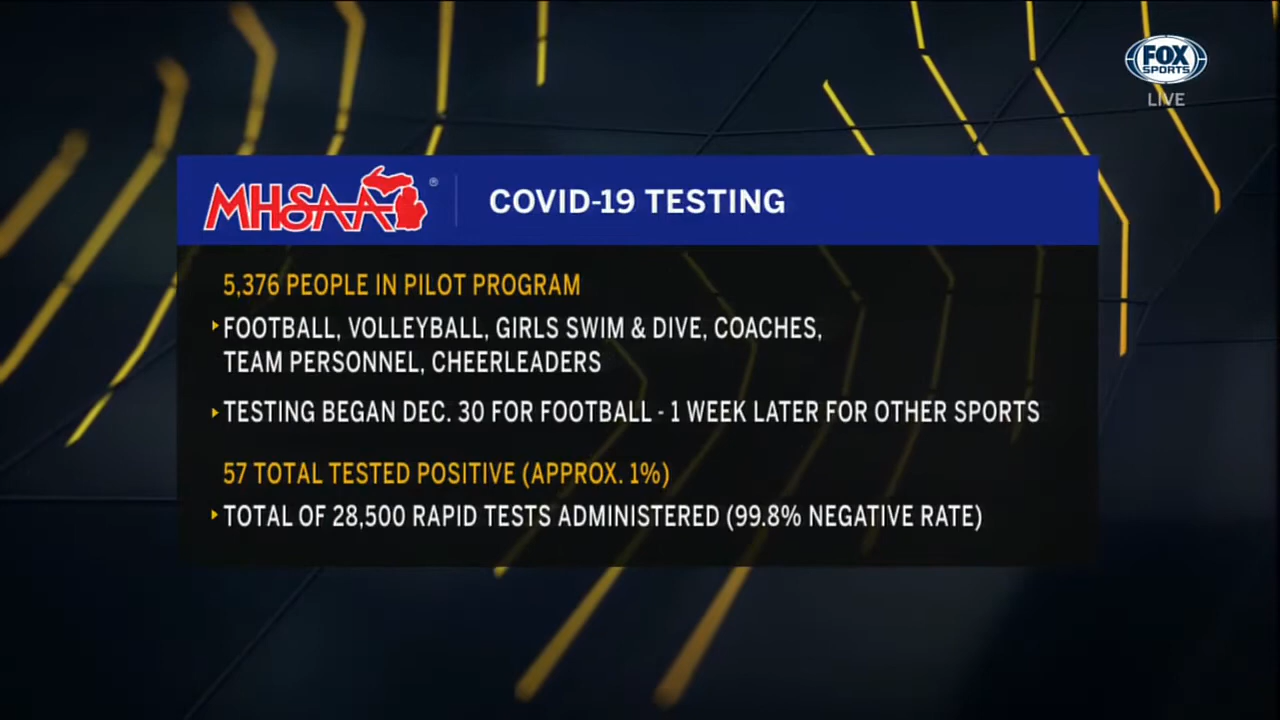 FOX
SPORTS
LIVE
MHSAA®
COVID-19 TESTING
5,376 PEOPLE IN PILOT PROGRAM
FOOTBALL, VOLLEYBALL, GIRLS SWIM & DIVE, COACHES,
TEAM PERSONNEL, CHEERLEADERS
TESTING BEGAN DEC. 30 FOR FOOTBALL - 1 WEEK LATER FOR OTHER SPORTS
57 TOTAL TESTED POSITIVE (APPROX. 1%)
TOTAL OF 28,500 RAPID TESTS ADMINISTERED (99.8% NEGATIVE RATE)